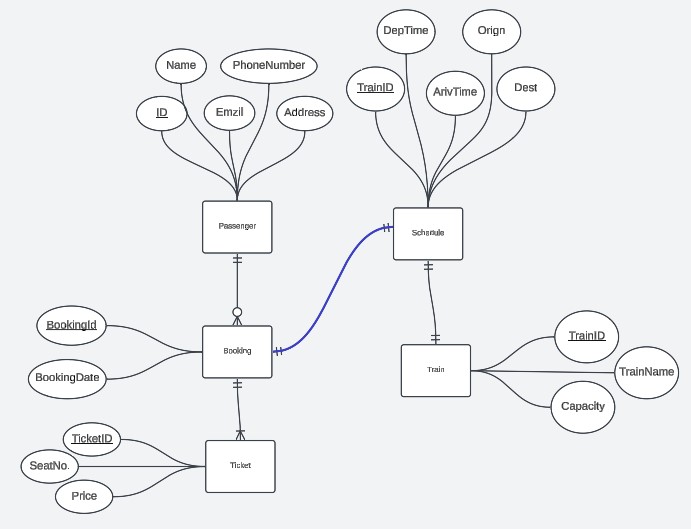 DepTime
Orign
Name
PhoneNumber
TrainID
ArivTime
Dest
ID
Emzil
Address
Passenger
Schedule
BookingId
BookingDate
Booking
TrainID
Train
TrainName
Capacity
TicketID
SeatNo.
Price
Ticket